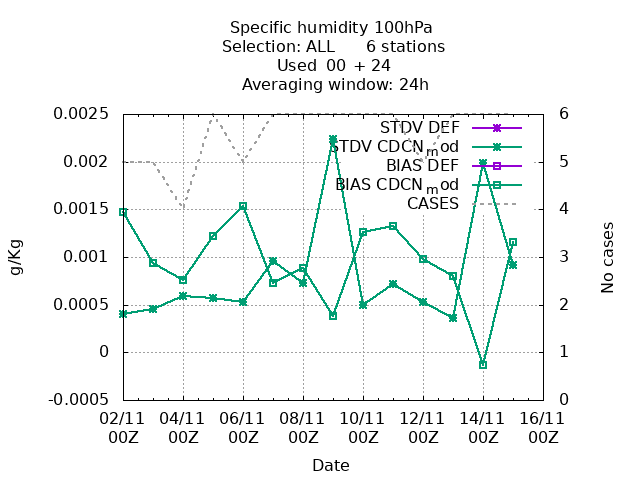 Specific humidity 100hPa
Selection: ALL 6 stations
Used 00 + 24
Averaging window: 24h
0.0025
0.002
0.0015
0.001
0.0005
0
-0.0005
g/Kg
STDV DEF
STDV CDCNmod
BIAS DEF
BIAS CDCNmod
CASES
6
5
4
3
2
1
0
No cases
02/11 04/11 06/11 08/11 10/11 12/11 14/11 16/11
00Z 00Z 00Z 00Z 00Z 00Z 00Z 00Z
Date